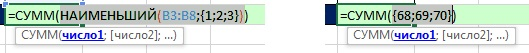 =СУММ(НАИМЕНЬШИЙ(B3:B8;{1;2;3}))
СУММ(число1; [число2]; ...)
=СУММ({68;69;70})
СУММ(число1; [число2]; ...)